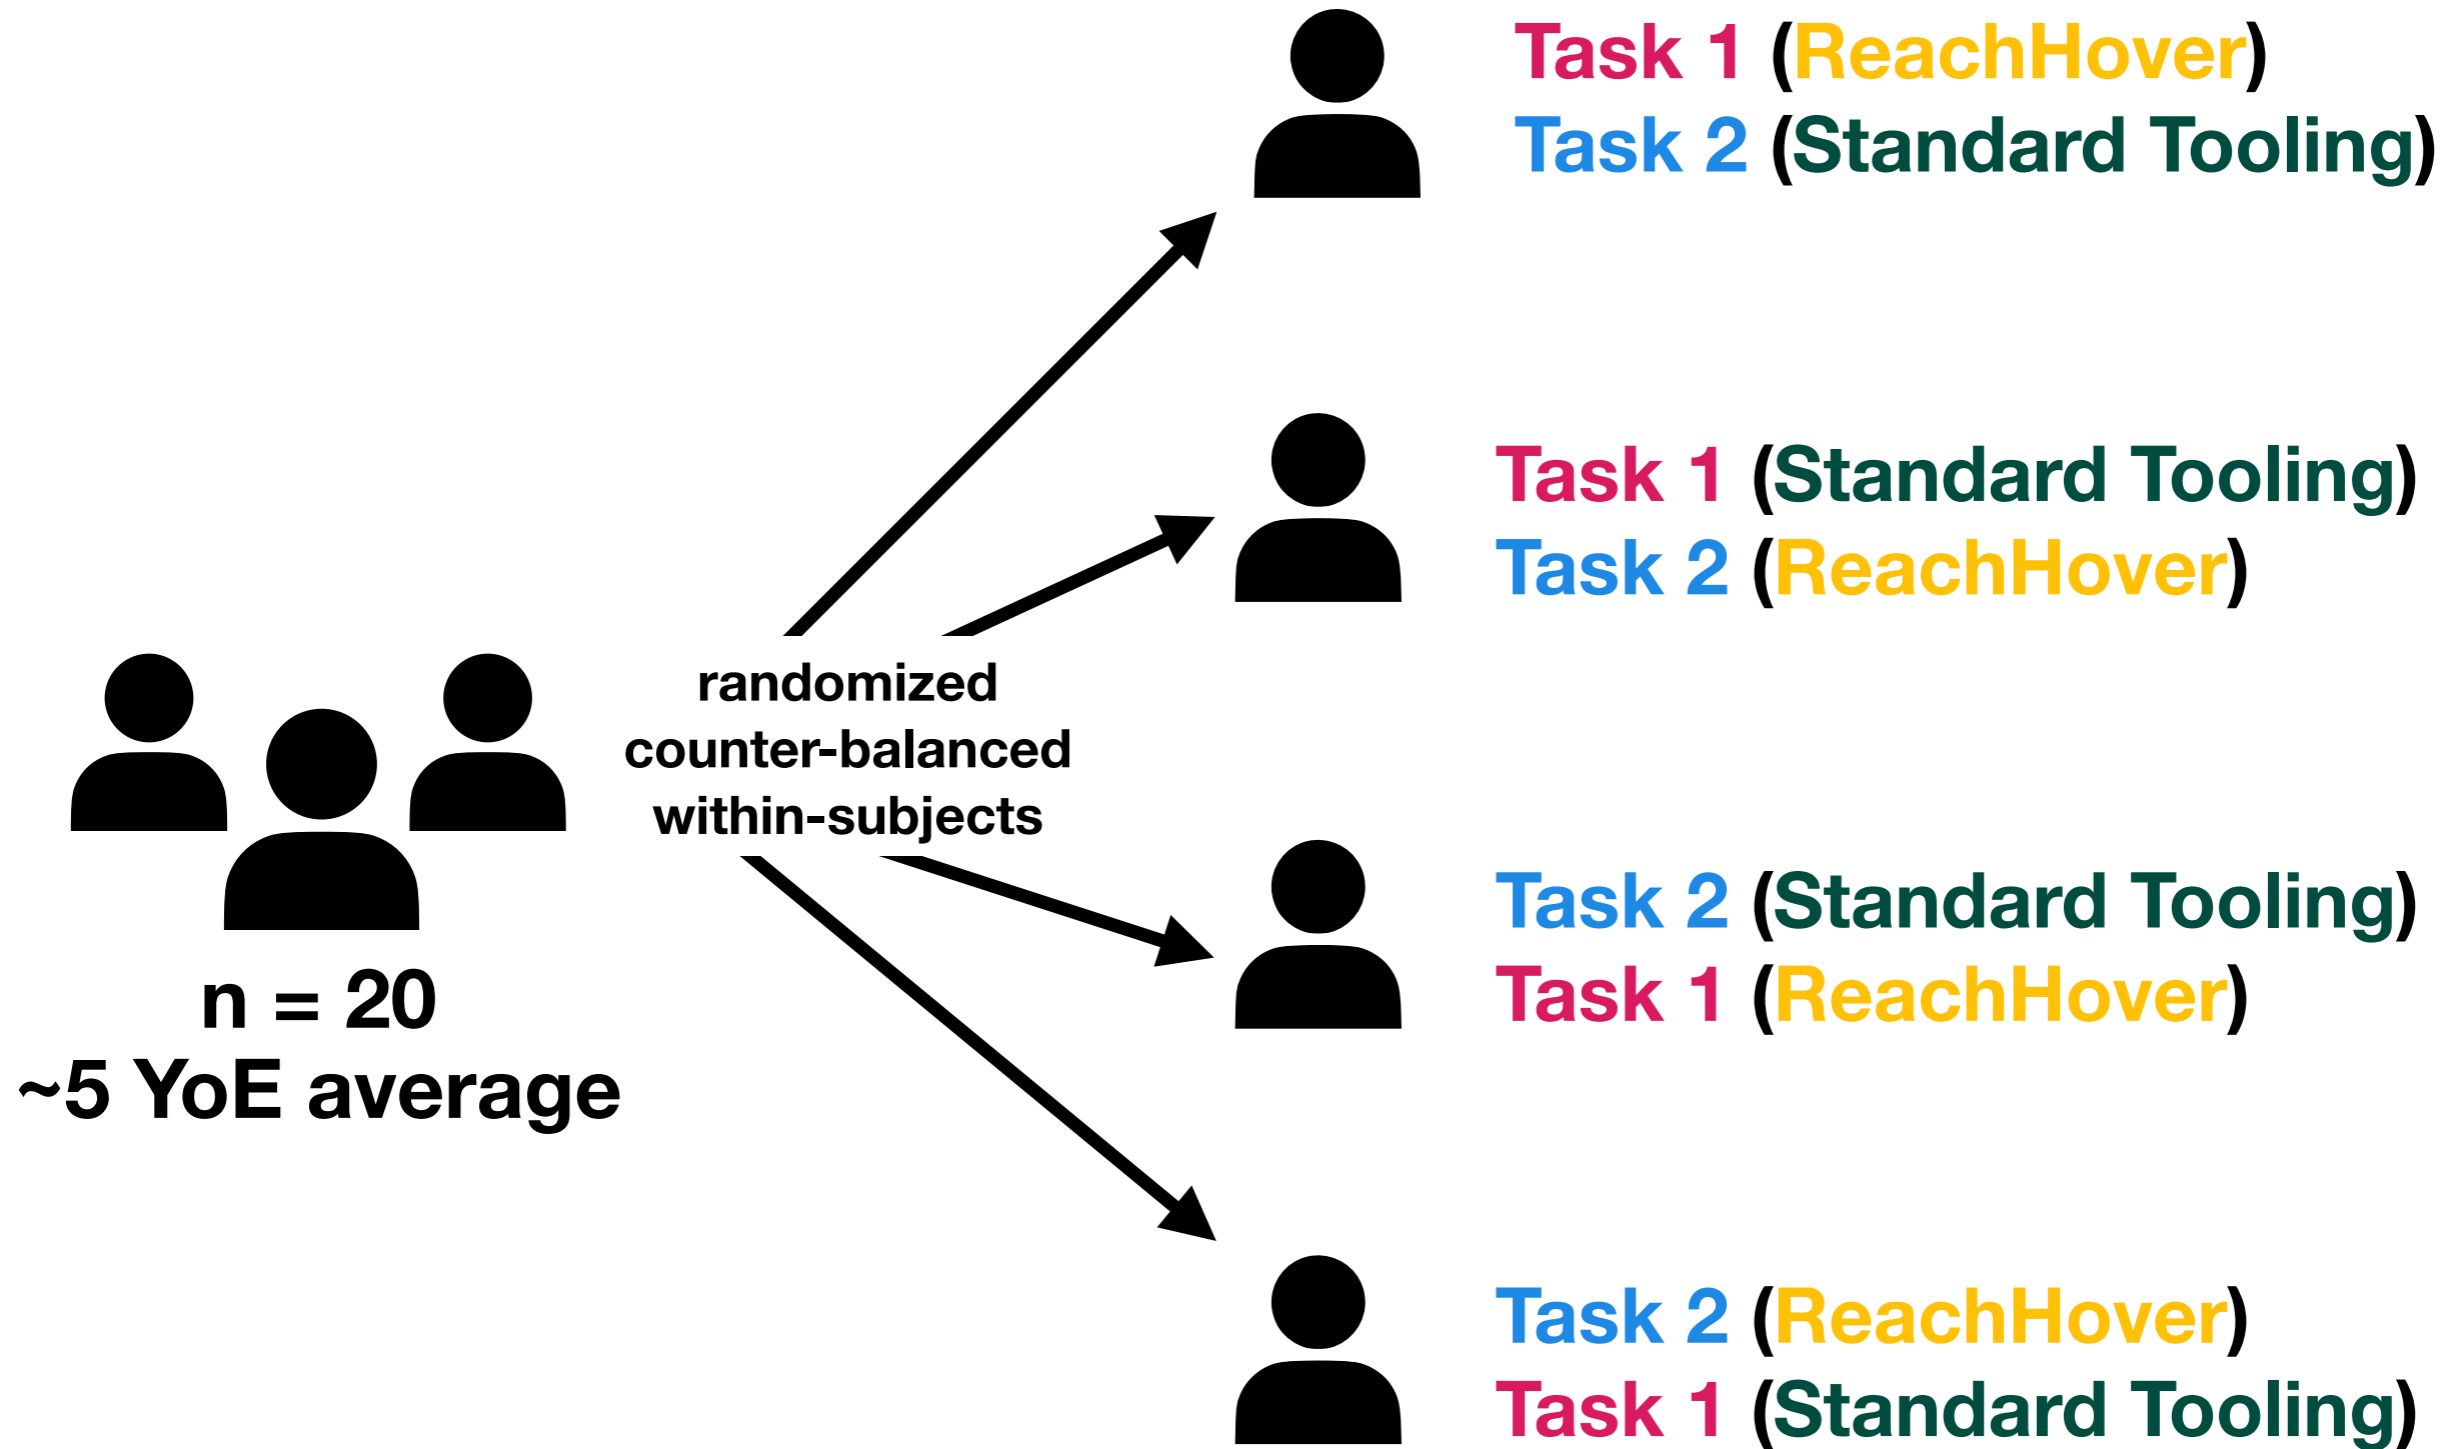 Task 1 (ReachHover)
Task 2 (Standard Tooling)
Task 1 (Standard Tooling)
Task 2 (ReachHover)
randomized
counter-balanced
within-subjects
n = 20
~5 YoE average
Task 2 (Standard Tooling)
Task 1 (ReachHover)
Task 2 (ReachHover)
Task 1 (Standard Tooling)